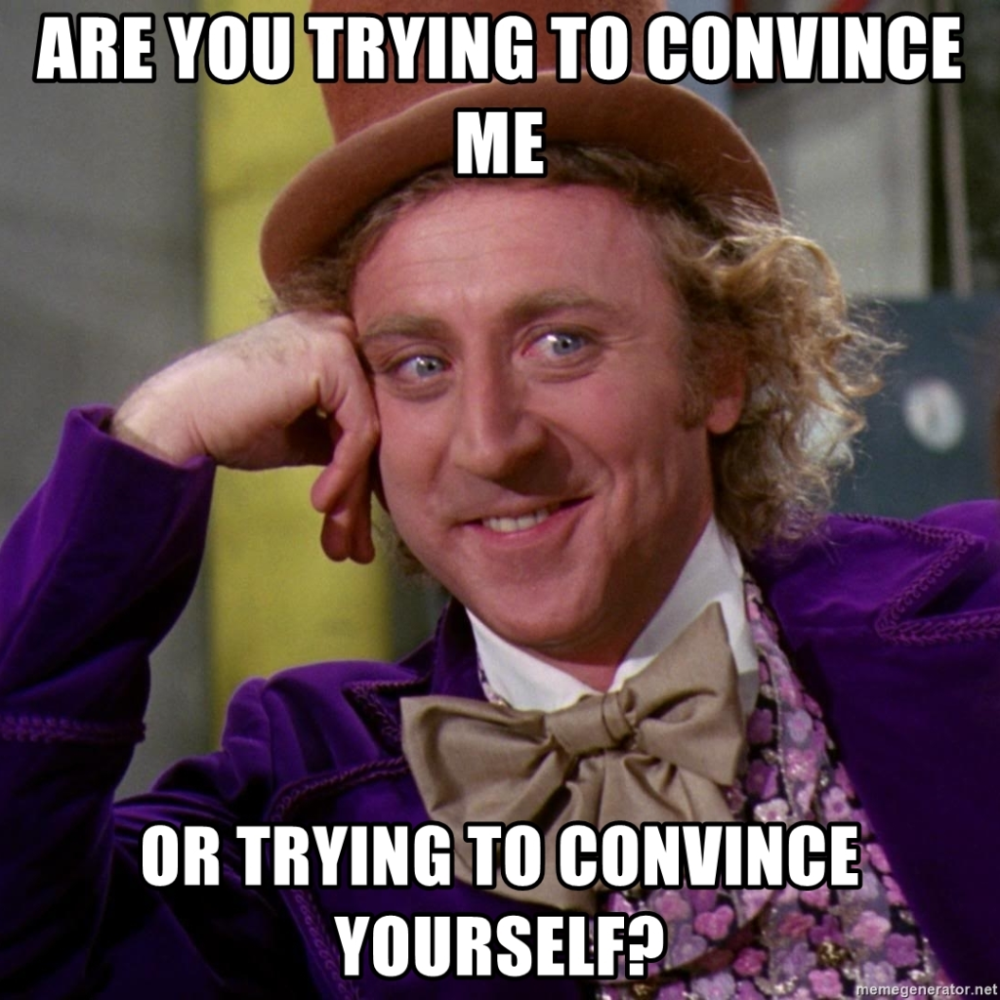 ARE YOU TRYING TO CONVINCE
ME
OR TRYING TO CONVINCE
YOURSELF?
memegenerator.net